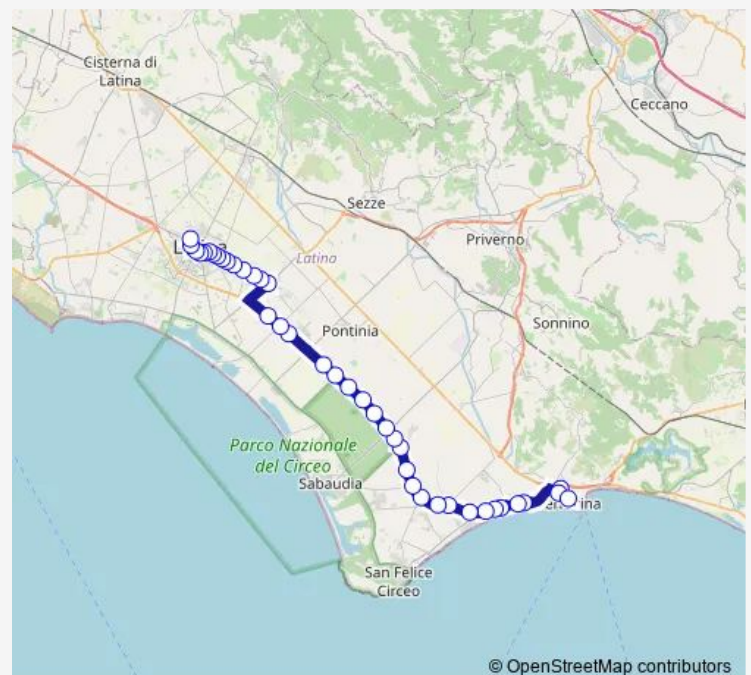 Cisterna di
Latina
Ceccano
Sezze
Latina
Priverno
Sonnino
Pontinia
Parco Nazionale
del Circeo
Sabaudia
San Felice
Circeo
© OpenStreetMap contributors